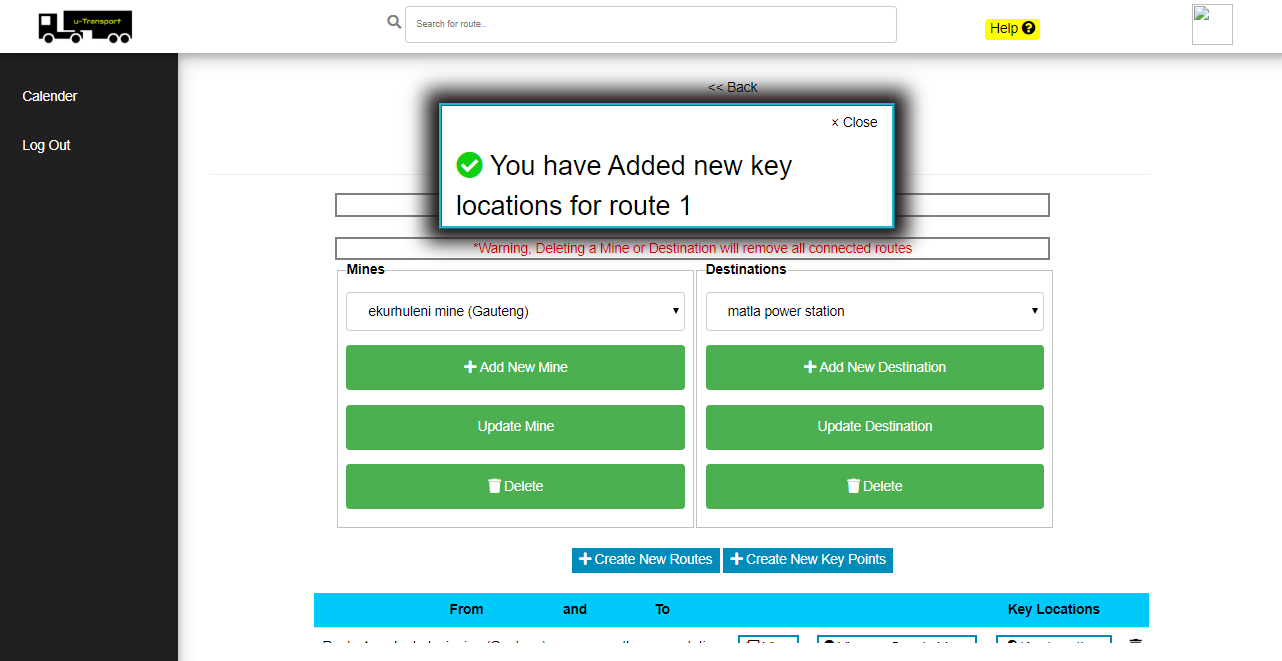 u-Transport
Search for route..
Help
Calender
Log Out
<< Back
x Close
You have Added new key
locations for route 1
*Warning, Deleting a Mine or Destination will remove all connected routes
Mines
Destinations
ekurhuleni mine (Gauteng)
matla power station
Add New Mine
Add New Destination
Update Mine
Update Destination
Delete
Delete
Create New Routes
Create New Key Points
From and To Key Locations